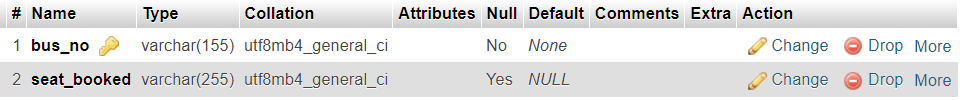 # Name Type Collation Attributes Null Default Comments Extra Action
1 bus_no varchar(155) utf8mb4_general_ci No None Change Drop More
2 seat_booked varchar(255) utf8mb4_general_ci Yes NULL Change Drop More